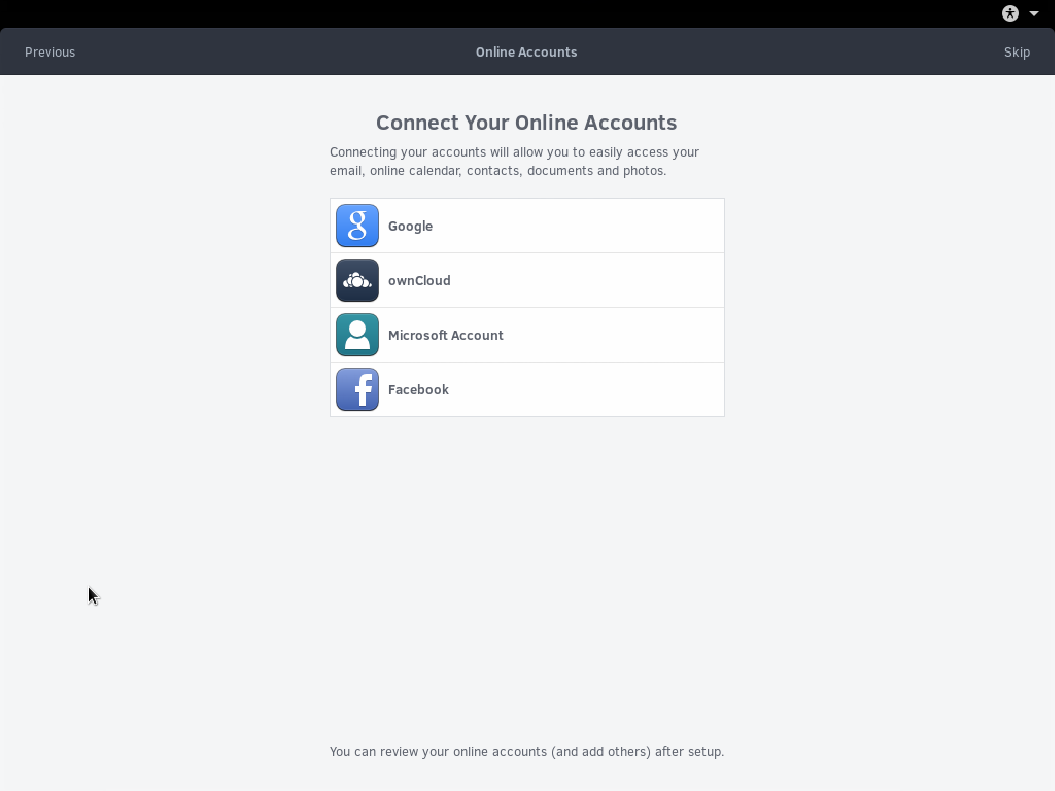 Previous
Online Accounts
Skip
Connect Your Online Accounts
Connecting your accounts will allow you to easily access your
email, online calendar, contacts, documents and photos.
Google
ownCloud
Microsoft Account
Facebook
You can review your online accounts (and add others) after setup.